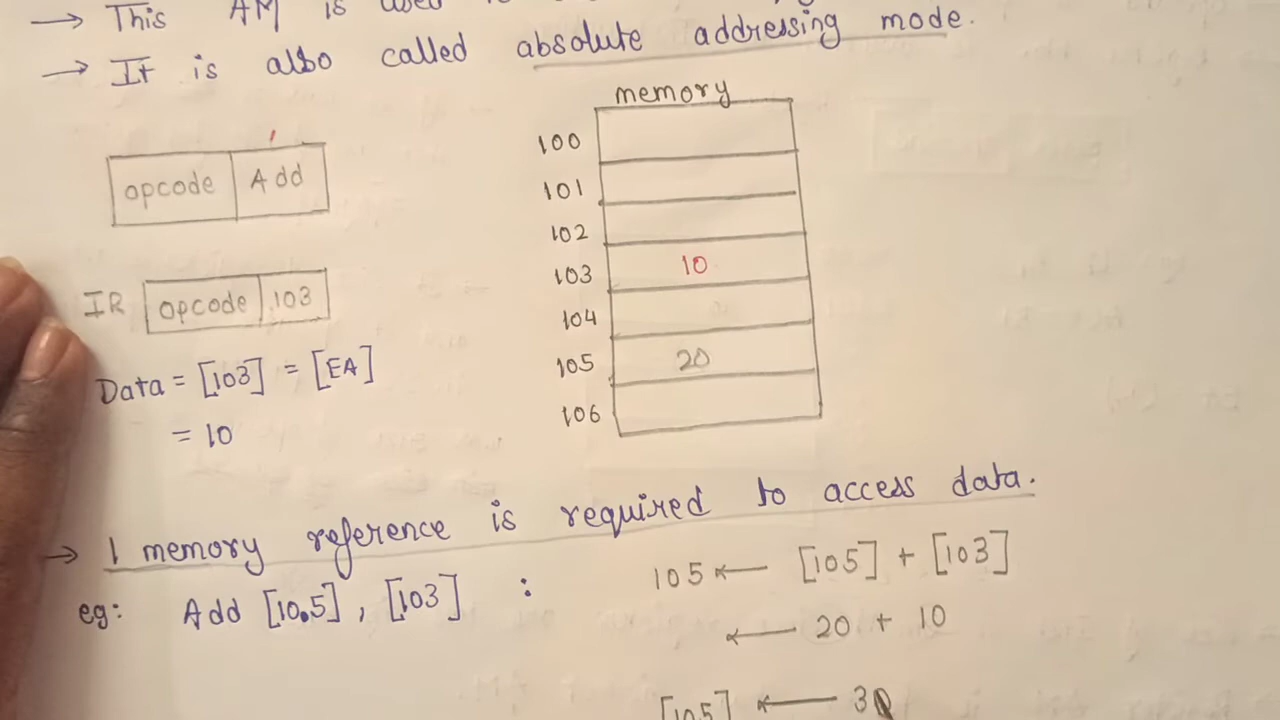 → This AM is used
→ It is also called absolute addressing mode.
memory
opcode Add
100
101
102
103 10
104
105 20
106
IR opcode 103
Data = [103] = [EA]
= 10
→ 1 memory reference is required to access data.
eg: Add [10.5], [103] : 105 ← [105] + [103]
← 20 + 10
[105] ← 30